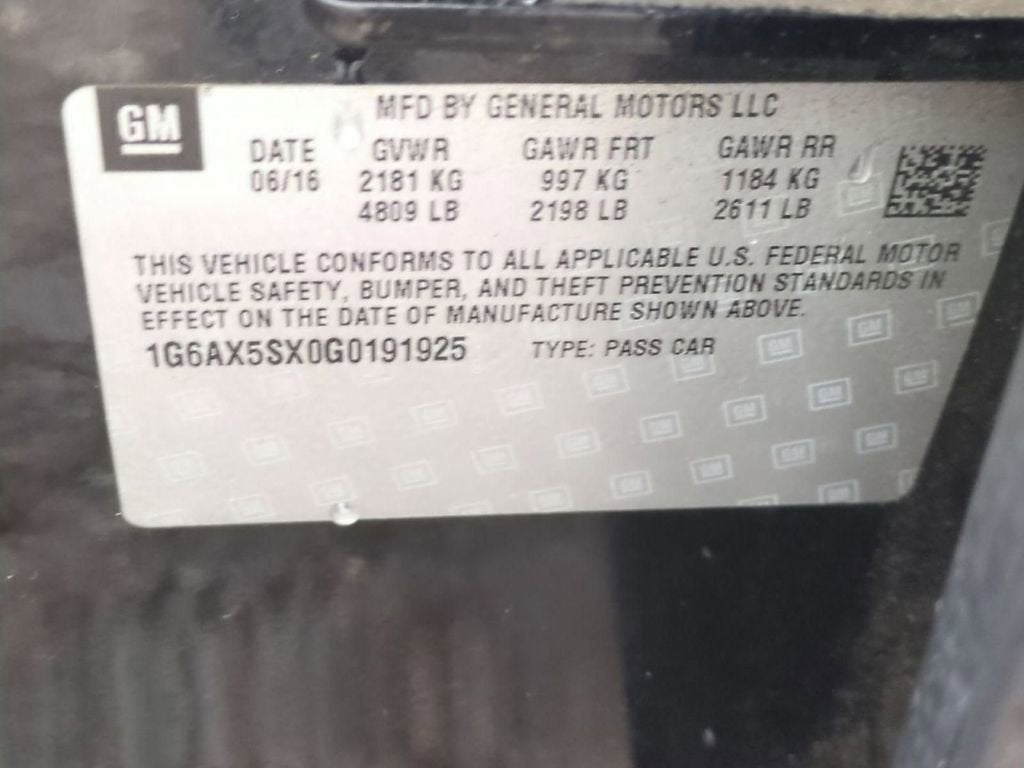 GM
MFD BY GENERAL MOTORS LLC
DATE GVWR GAWR FRT GAWR RR
06/16 2181 KG 997 KG 1184 KG
4809 LB 2198 LB 2611 LB
THIS VEHICLE CONFORMS TO ALL APPLICABLE U.S. FEDERAL MOTOR
VEHICLE SAFETY, BUMPER, AND THEFT PREVENTION STANDARDS IN
EFFECT ON THE DATE OF MANUFACTURE SHOWN ABOVE.
1G6AX5SX0G0191925 TYPE: PASS CAR